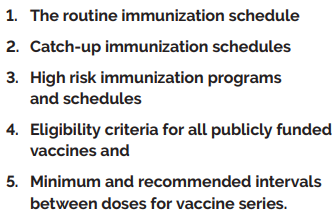 1. The routine immunization schedule
2. Catch-up immunization schedules
3. High risk immunization programs
and schedules
4. Eligibility criteria for all publicly funded
vaccines and
5. Minimum and recommended intervals
between doses for vaccine series.